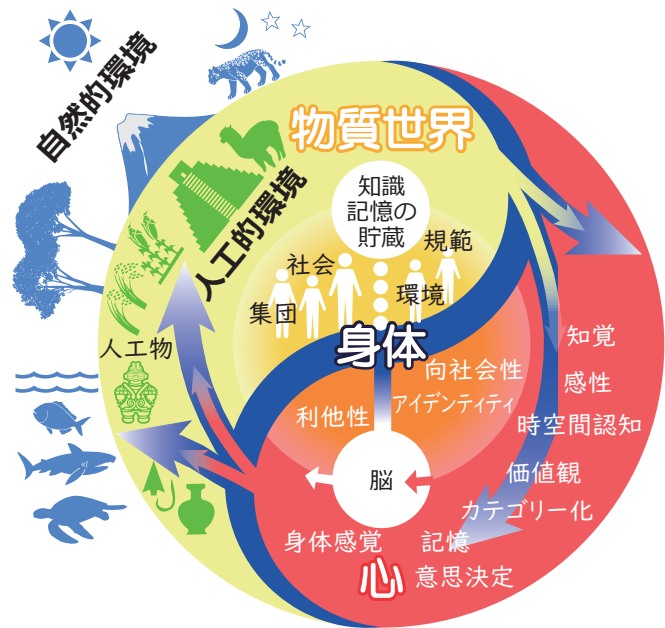 自然的環境
物質世界
人工的環境
知識
記憶の
貯蔵
規範
社会
環境
集団
人工物
身体
知覚
向社会性
感性
アイデンティティ
利他性
時空間認知
価値観
脳
カテゴリー化
身体感覚
記憶
心
意思決定